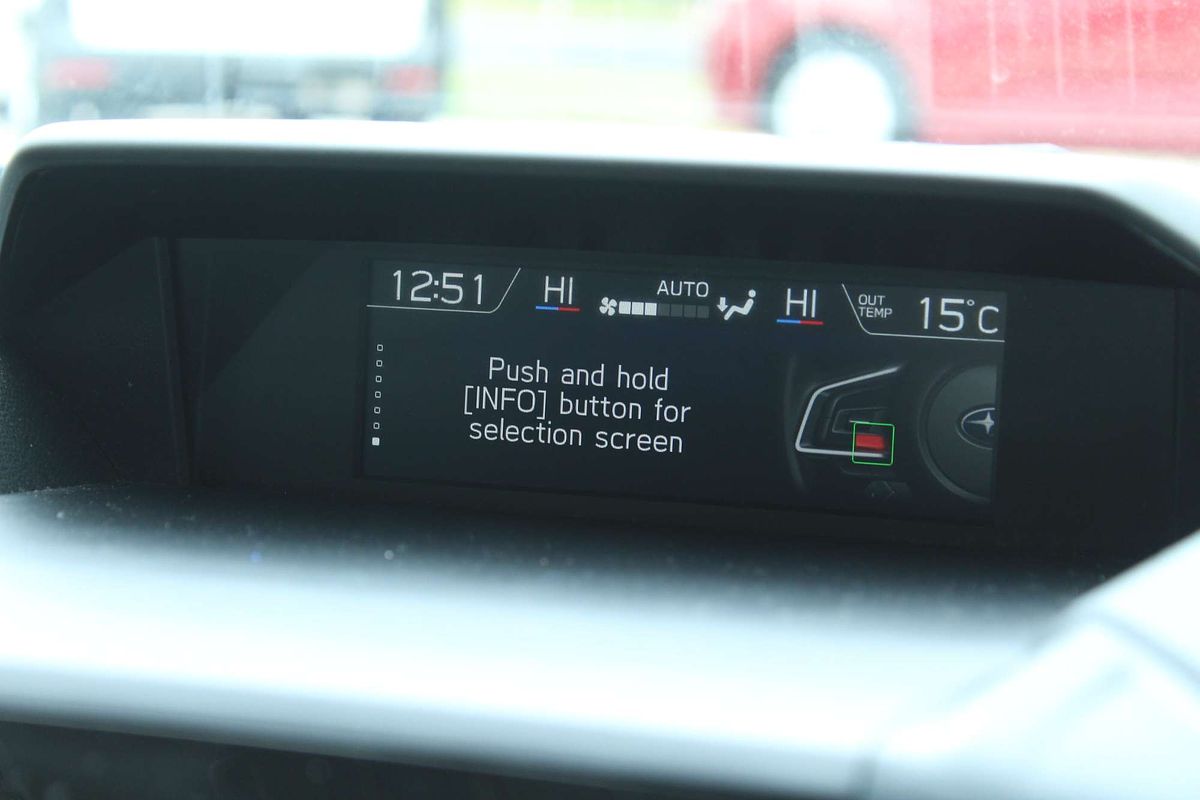 12:51
HI
AUTO
HI
OUT
TEMP
15°C
Push and hold
[INFO] button for
selection screen